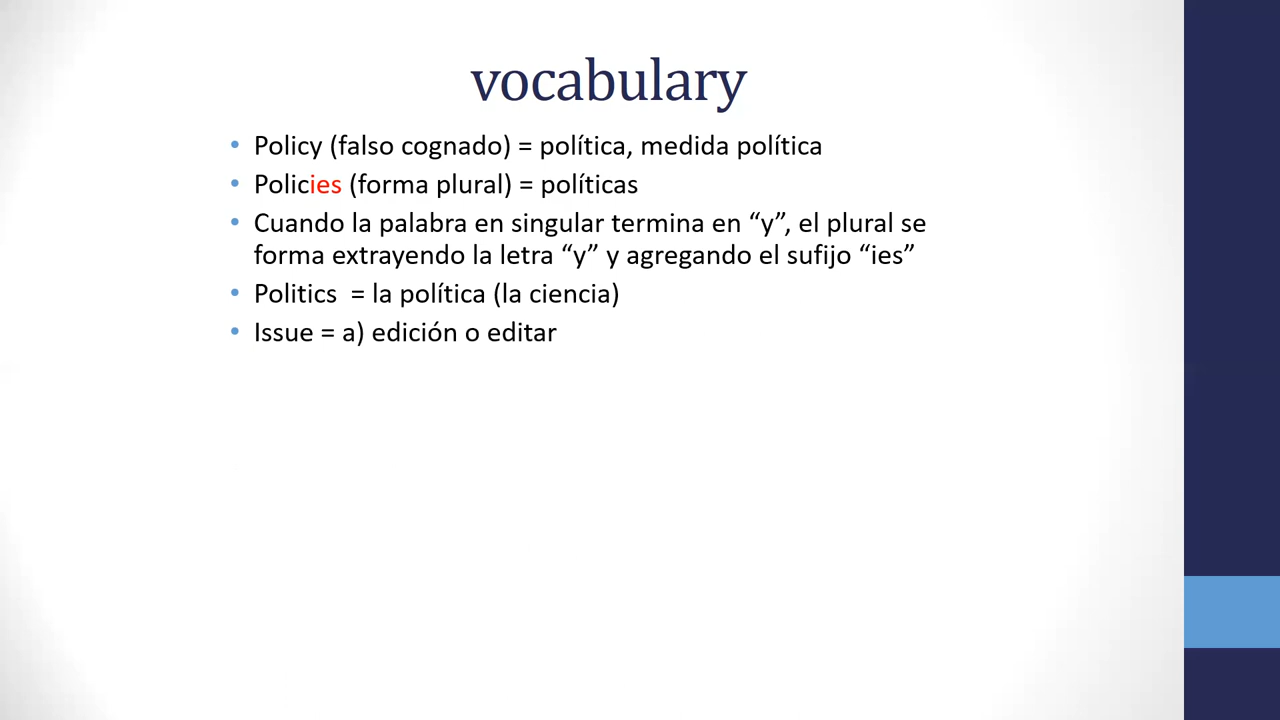 vocabulary
• Policy (falso cognado) = política, medida política
• Policies (forma plural) = políticas
• Cuando la palabra en singular termina en “y”, el plural se
forma extrayendo la letra “y” y agregando el sufijo “ies”
• Politics = la política (la ciencia)
• Issue = a) edición o editar